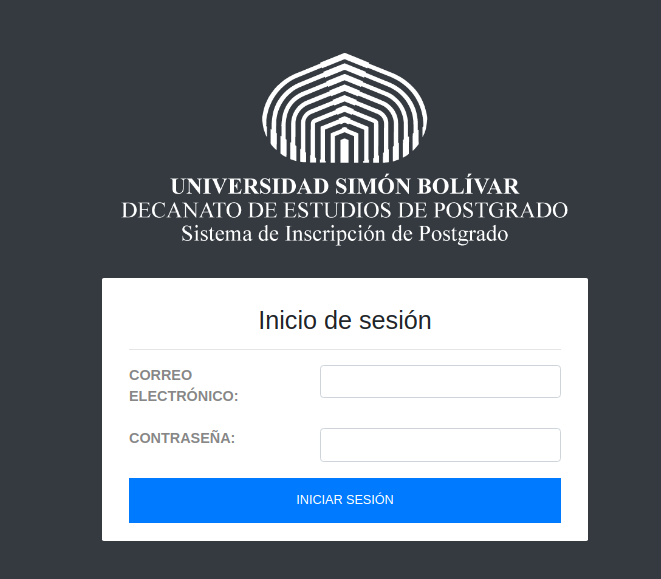 UNIVERSIDAD SIMÓN BOLÍVAR
DECANATO DE ESTUDIOS DE POSTGRADO
Sistema de Inscripción de Postgrado
Inicio de sesión
CORREO
ELECTRÓNICO:
CONTRASEÑA:
INICIAR SESIÓN